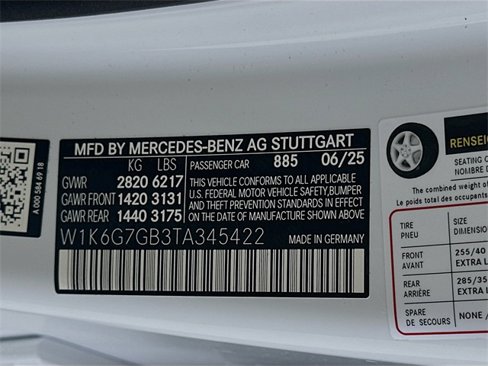 A 000 584 69 18
MFD BY MERCEDES-BENZ AG STUTTGART
KG LBS PASSENGER CAR 885 06/25
GVWR 2820 6217
GAWR FRONT 1420 3131
GAWR REAR 1440 3175
THIS VEHICLE CONFORMS TO ALL APPLICABLE
U.S. FEDERAL MOTOR VEHICLE SAFETY,BUMPER
AND THEFT PREVENTION STANDARDS IN EFFECT
ON THE DATE OF MANUFACTURE SHOWN ABOVE
W1K6G7GB3TA345422 MADE IN GERMANY
RENSEIG
SEATING
NOMBRE D
The combined weight of
Le poids total des occupants
TIRE SIZE
PNEU DIMENSION
FRONT 255/40
AVANT EXTRA L
REAR 285/35
ARRIÈRE EXTRA L
SPARE NONE /
DE SECOURS